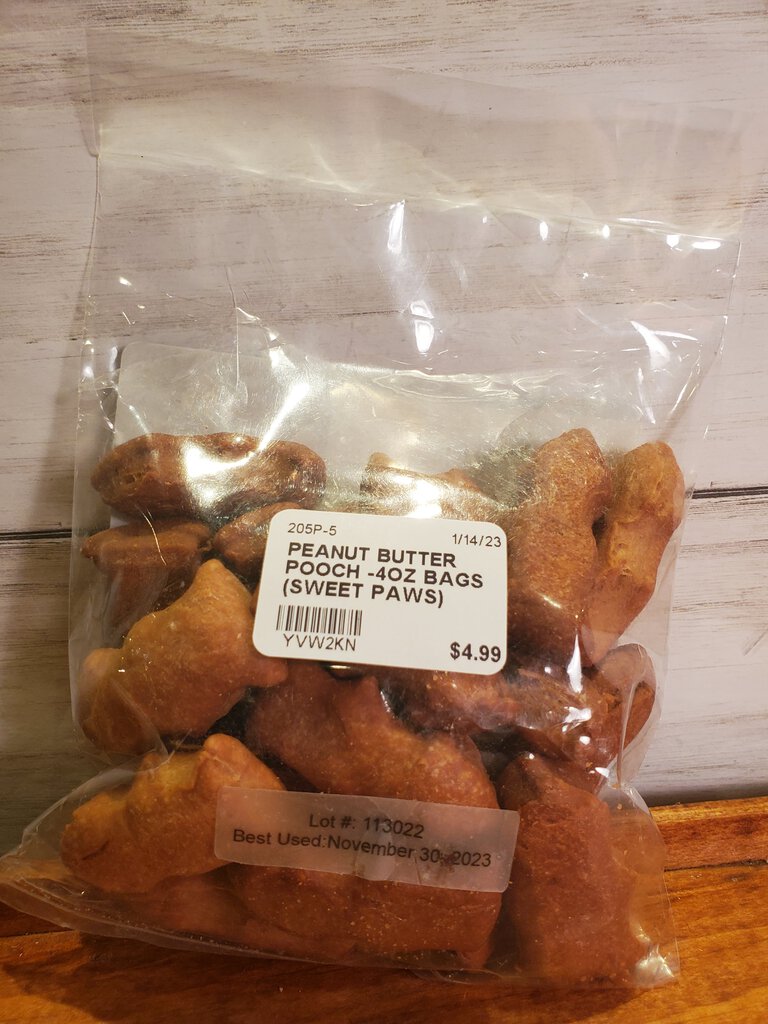 205P-5 1/14/23
PEANUT BUTTER
POOCH -4OZ BAGS
(SWEET PAWS)
YVW2KN
$4.99
Lot #: 113022
Best Used:November 30, 2023